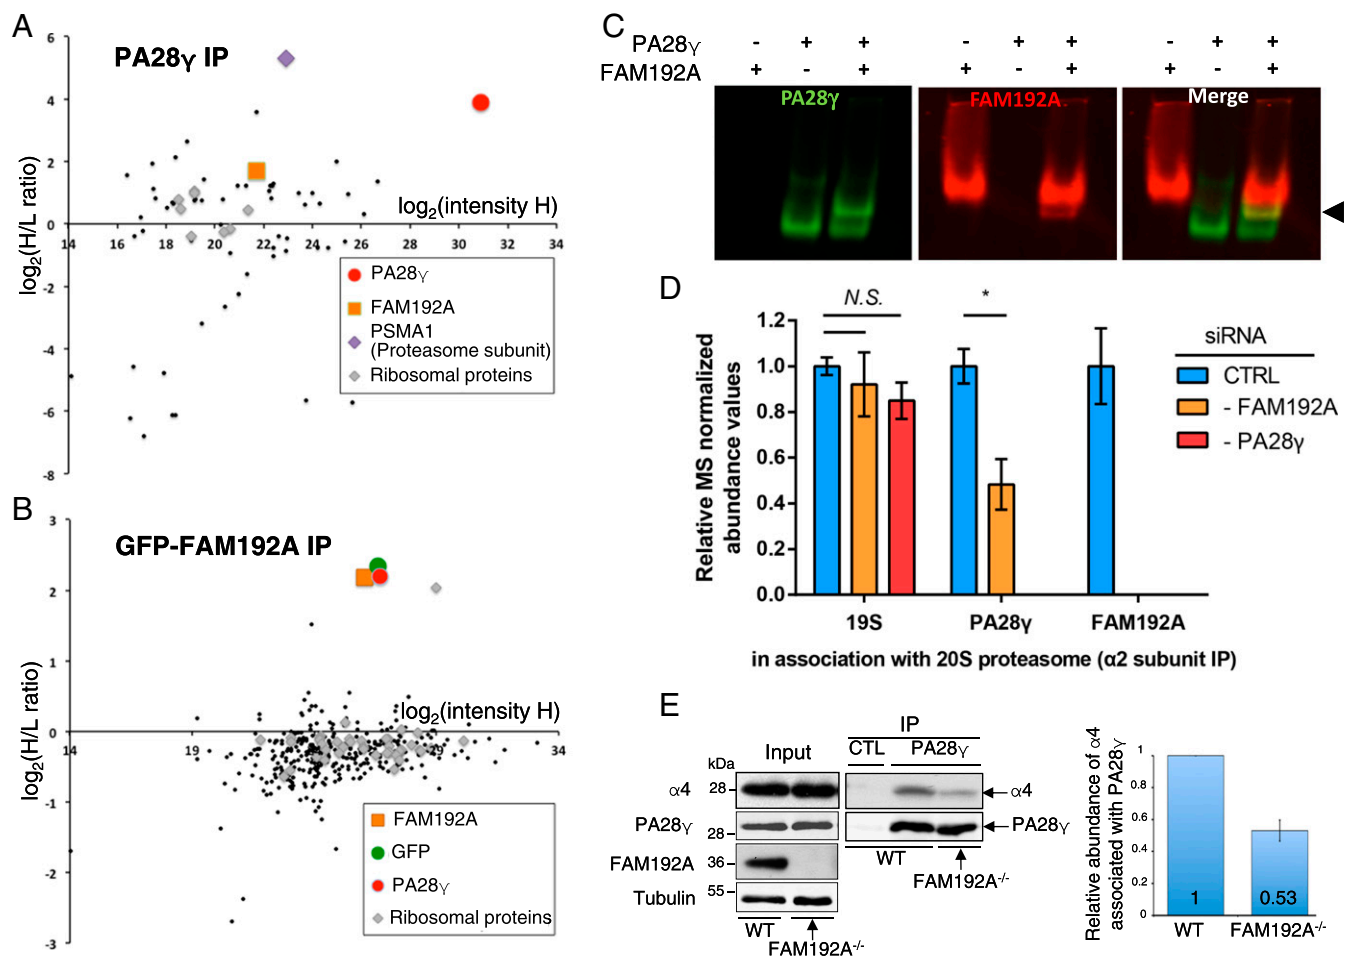 A
PA28γ IP
6
4
2
0
-2
-4
-6
-8
14 16 18 20 22 24 26 28 30 32 34
log2(H/L ratio)
log2(intensity H)
PA28γ
FAM192A
PSMA1
(Proteasome subunit)
Ribosomal proteins
B
GFP-FAM192A IP
3
2
1
0
-1
-2
-3
14 19 29 34
log2(H/L ratio)
log2(intensity H)
FAM192A
GFP
PA28γ
Ribosomal proteins
C
PA28γ - + + - + + - + +
FAM192A + - + + - + + - +
PA28γ FAM192A Merge
D
N.S. *
1.2
1.0
0.8
0.6
0.4
0.2
0.0
Relative MS normalized
abundance values
siRNA
CTRL
- FAM192A
- PA28γ
19S PA28γ FAM192A
in association with 20S proteasome (α2 subunit IP)
E
IP
Input CTL PA28γ
kDa
α4 28 α4
PA28γ 28 PA28γ
FAM192A 36
Tubulin 55
WT
FAM192A-/-
WT
FAM192A-/-
Relative abundance of α4
associated with PA28γ
1
0.8
0.6
0.4
0.2
0
1 0.53
WT FAM192A-/-